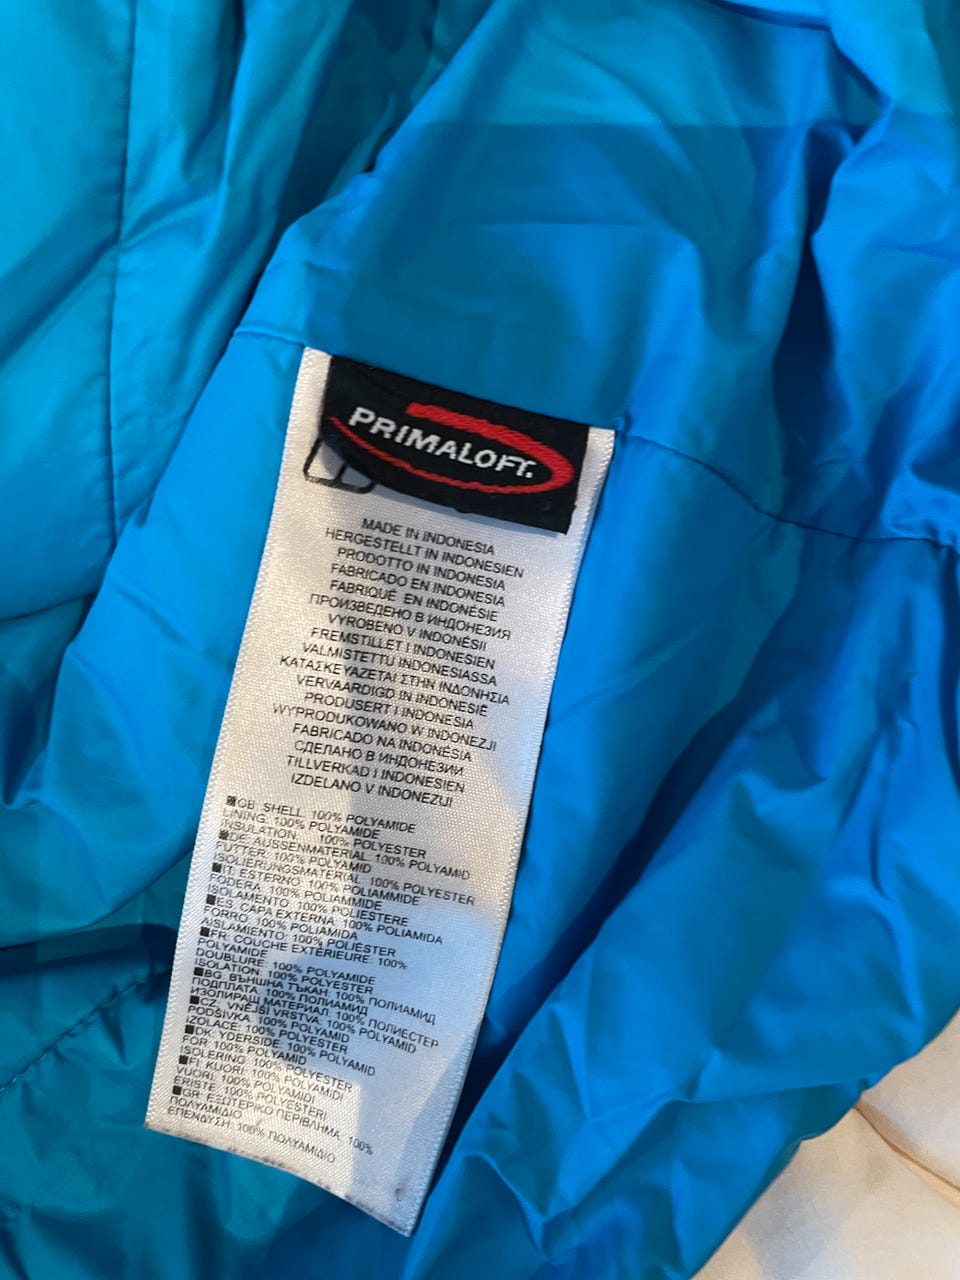 PRIMALOFT.
MADE IN INDONESIA
HERGESTELLT IN INDONESIEN
PRODOTTO IN INDONESIA
FABRICADO EN INDONESIA
FABRIQUÉ EN INDONÉSIE
ПРОИЗВЕДЕНО В ИНДОНЕЗИЯ
VYROBENO V INDONÉSII
FREMSTILLET I INDONESIEN
VALMISTETTU INDONESIASSA
ΚΑΤΑΣΚΕΥΑΖΕΤΑΙ ΣΤΗΝ ΙΝΔΟΝΗΣΙΑ
VERVAARDIGD IN INDONESIË
PRODUSERT I INDONESIA
WYPRODUKOWANO W INDONEZJI
FABRICADO NA INDONÉSIA
СДЕЛАНО В ИНДОНЕЗИИ
TILLVERKAD I INDONESIEN
IZDELANO V INDONEZIJI
GB: SHELL: 100% POLYAMIDE
LINING: 100% POLYAMIDE
INSULATION: 100% POLYESTER
DE: AUSSENMATERIAL: 100% POLYAMID
FUTTER: 100% POLYAMID
ISOLIERUNGSMATERIAL: 100% POLYESTER
IT: ESTERNO: 100% POLIAMMIDE
FODERA: 100% POLIAMMIDE
ISOLAMENTO: 100% POLIESTERE
ES: CAPA EXTERNA: 100% POLIAMIDA
FORRO: 100% POLIAMIDA
AISLAMIENTO: 100% POLIÉSTER
FR: COUCHE EXTÉRIEURE: 100%
POLYAMIDE
DOUBLURE: 100% POLYAMIDE
ISOLATION: 100% POLYESTER
BG: ВЪНШНА ТЪКАН: 100% ПОЛИАМИД
ПОДПЛАТА: 100% ПОЛИАМИД
ИЗОЛИРАЩ МАТЕРИАЛ: 100% ПОЛИЕСТЕР
CZ: VNĚJŠÍ VRSTVA: 100% POLYAMID
PODŠÍVKA: 100% POLYAMID
IZOLACE: 100% POLYESTER
DK: YDERSIDE: 100% POLYAMID
FOR: 100% POLYAMID
ISOLERING: 100% POLYESTER
FI: KUORI: 100% POLYAMIDI
VUORI: 100% POLYAMIDI
ERISTE: 100% POLYESTERI
GR: ΕΞΩΤΕΡΙΚΟ ΠΕΡΙΒΛΗΜΑ: 100%
ΠΟΛΥΑΜΙΔΙΟ
ΕΠΕΝΔΥΣΗ: 100% ΠΟΛΥΑΜΙΔΙΟ